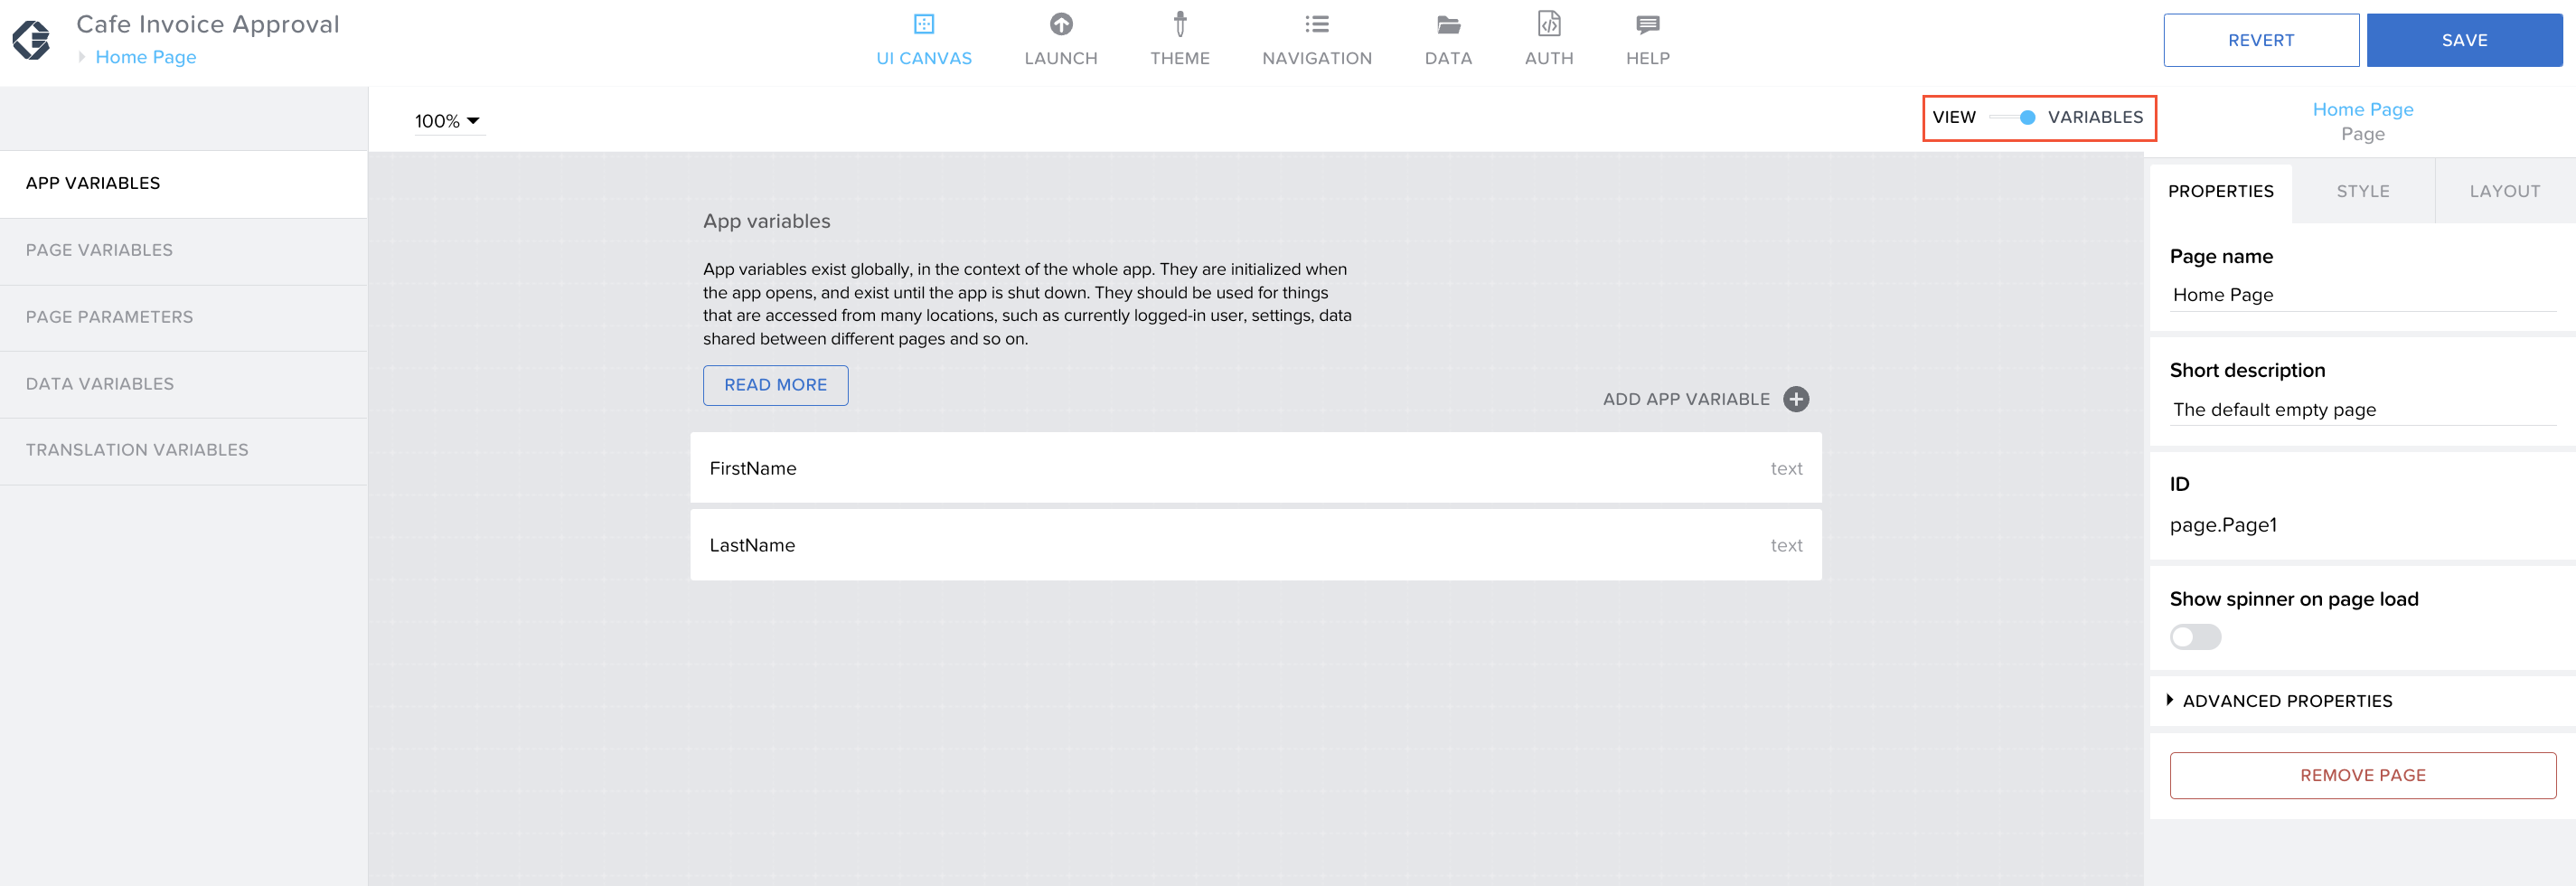 Cafe Invoice Approval
Home Page
UI CANVAS
LAUNCH
THEME
NAVIGATION
DATA
AUTH
HELP
REVERT
SAVE
100%
VIEW
VARIABLES
Home Page
Page
APP VARIABLES
PAGE VARIABLES
PAGE PARAMETERS
DATA VARIABLES
TRANSLATION VARIABLES
App variables
App variables exist globally, in the context of the whole app. They are initialized when
the app opens, and exist until the app is shut down. They should be used for things
that are accessed from many locations, such as currently logged-in user, settings, data
shared between different pages and so on.
READ MORE
ADD APP VARIABLE
FirstName text
LastName text
PROPERTIES
STYLE
LAYOUT
Page name
Home Page
Short description
The default empty page
ID
page.Page1
Show spinner on page load
ADVANCED PROPERTIES
REMOVE PAGE